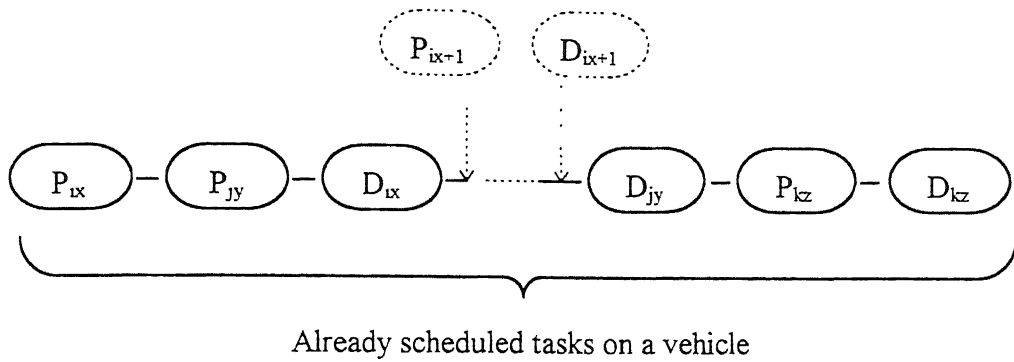 P_ix+1 D_ix+1
P_ix P_jy D_ix D_jy P_kz D_kz
Already scheduled tasks on a vehicle